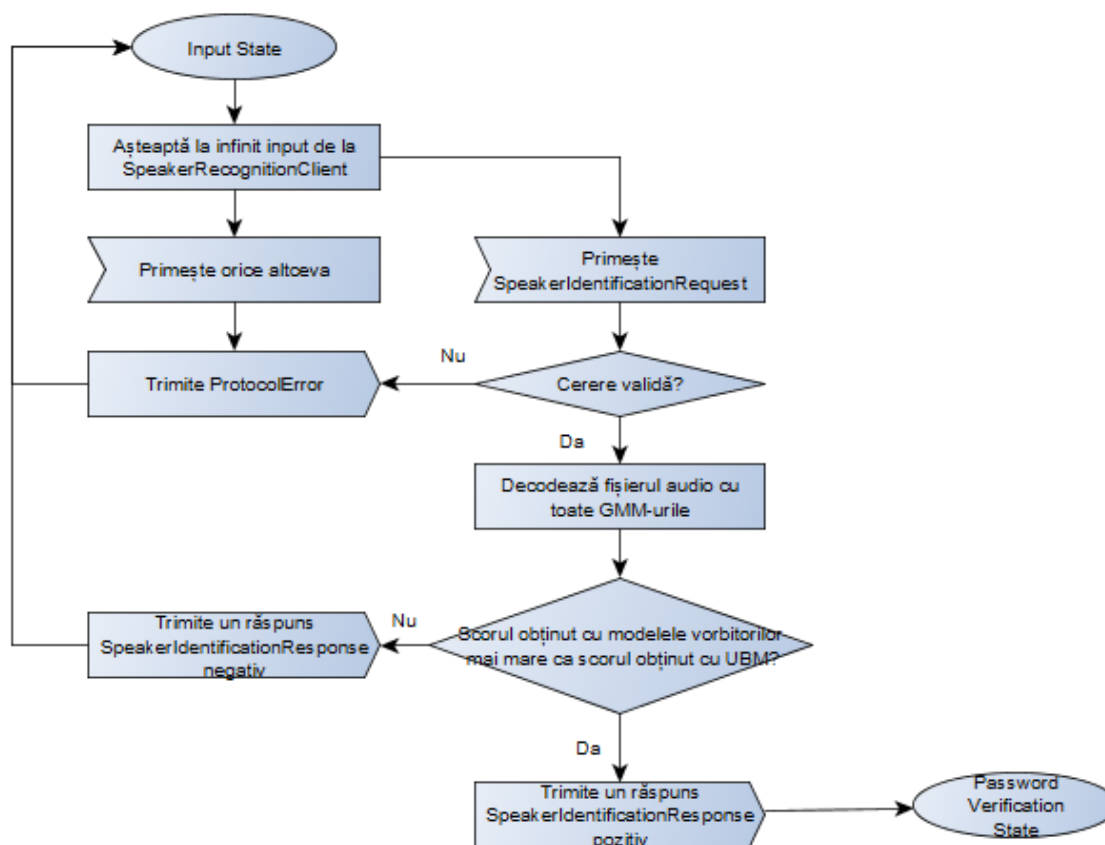 Input State
Așteaptă la infinit input de la
SpeakerRecognitionClient
Primește orice altceva
Primește
SpeakerIdentificationRequest
Trimite ProtocolError
Nu
Cerere validă?
Da
Decodează fișierul audio cu
toate GMM-urile
Trimite un răspuns
SpeakerIdentificationResponse
negativ
Nu
Scorul obținut cu modelele vorbitorilor
mai mare ca scorul obținut cu UBM?
Da
Trimite un răspuns
SpeakerIdentificationResponse
pozitiv
Password
Verification
State